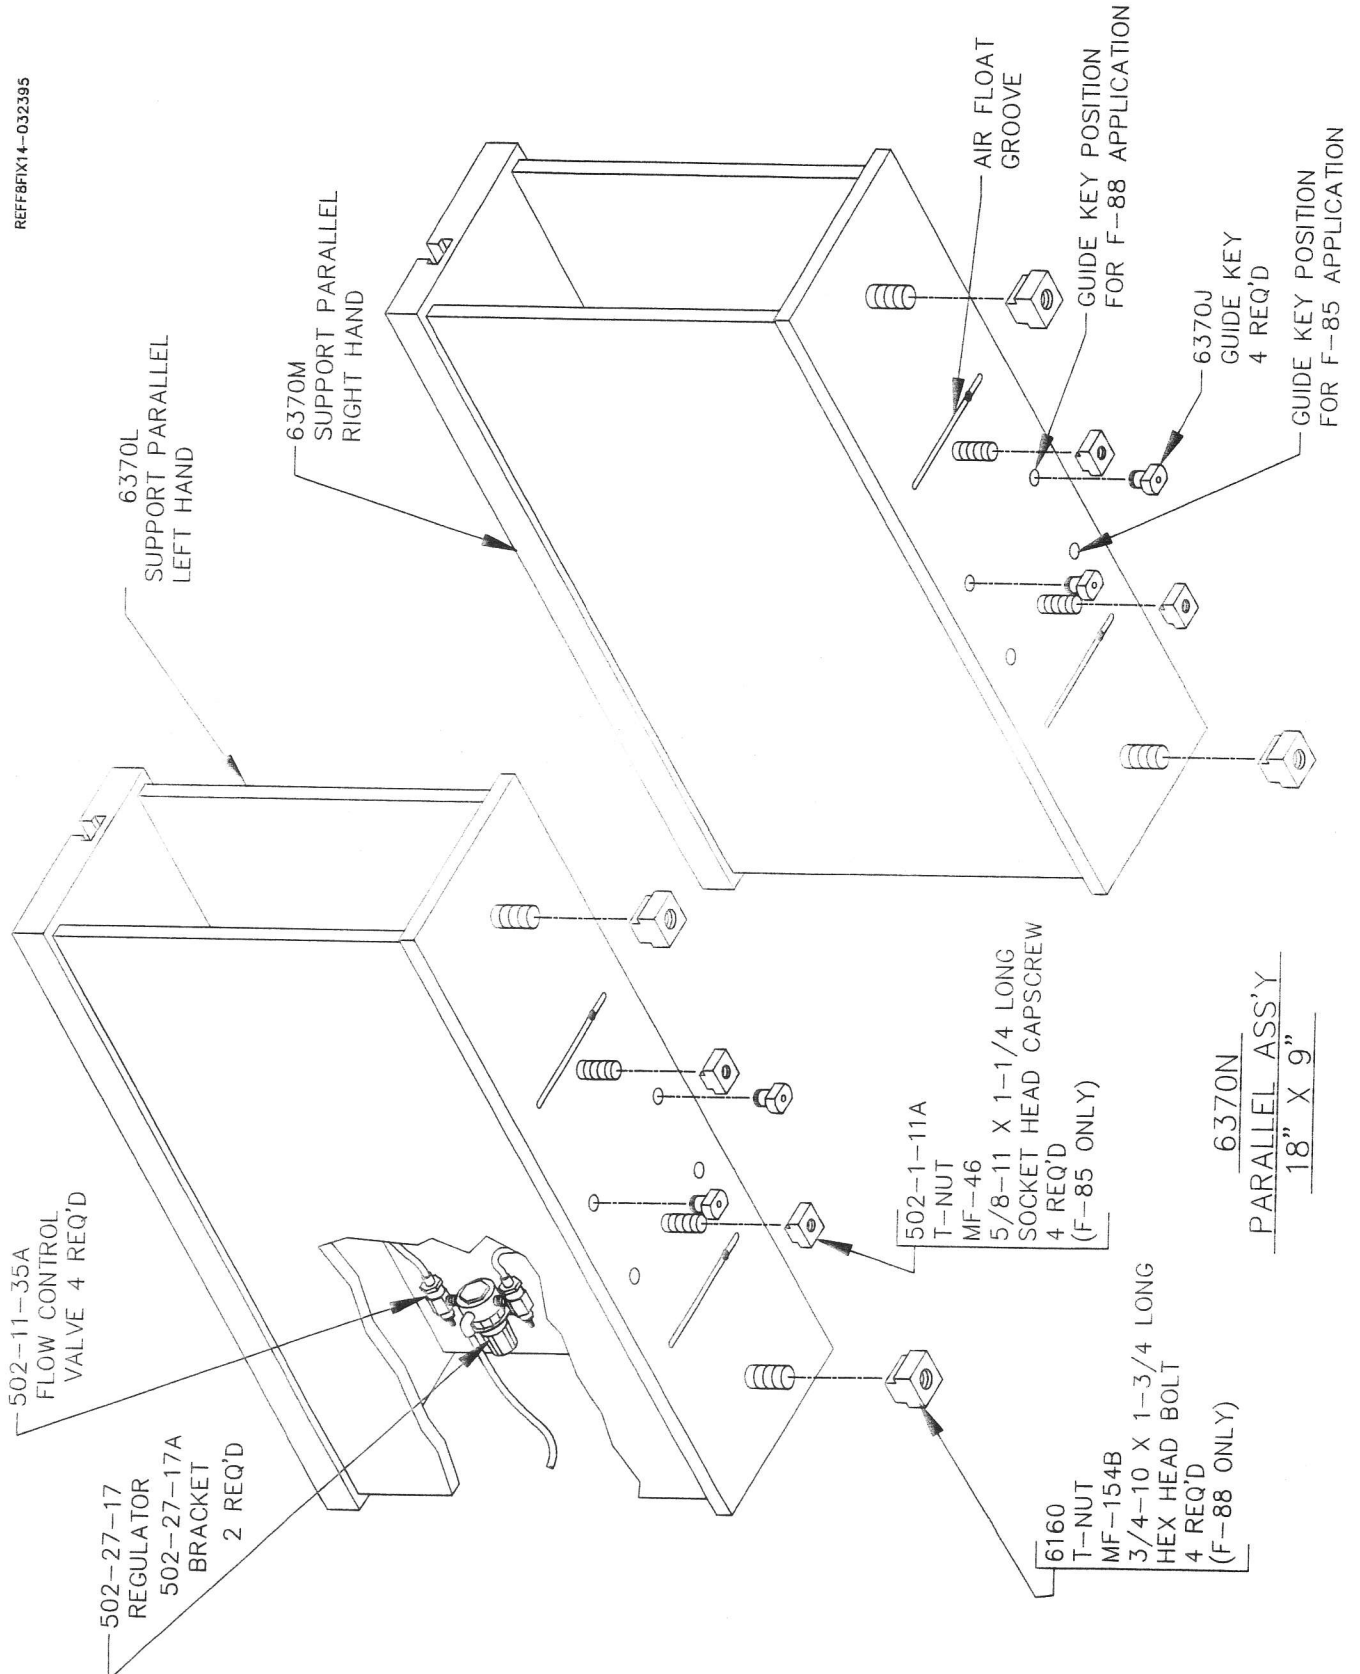 REFF8FIX14-032395
6370L
SUPPORT PARALLEL
LEFT HAND
6370M
SUPPORT PARALLEL
RIGHT HAND
502-11-35A
FLOW CONTROL
VALVE 4 REQ'D
502-27-17
REGULATOR
502-27-17A
BRACKET
2 REQ'D
AIR FLOAT
GROOVE
GUIDE KEY POSITION
FOR F-88 APPLICATION
6370J
GUIDE KEY
4 REQ'D
GUIDE KEY POSITION
FOR F-85 APPLICATION
502-1-11A
T-NUT
MF-46
5/8-11 X 1-1/4 LONG
SOCKET HEAD CAPSCREW
4 REQ'D
(F-85 ONLY)
6160
T-NUT
MF-154B
3/4-10 X 1-3/4 LONG
HEX HEAD BOLT
4 REQ'D
(F-88 ONLY)
6370N
PARALLEL ASS'Y
18" X 9"